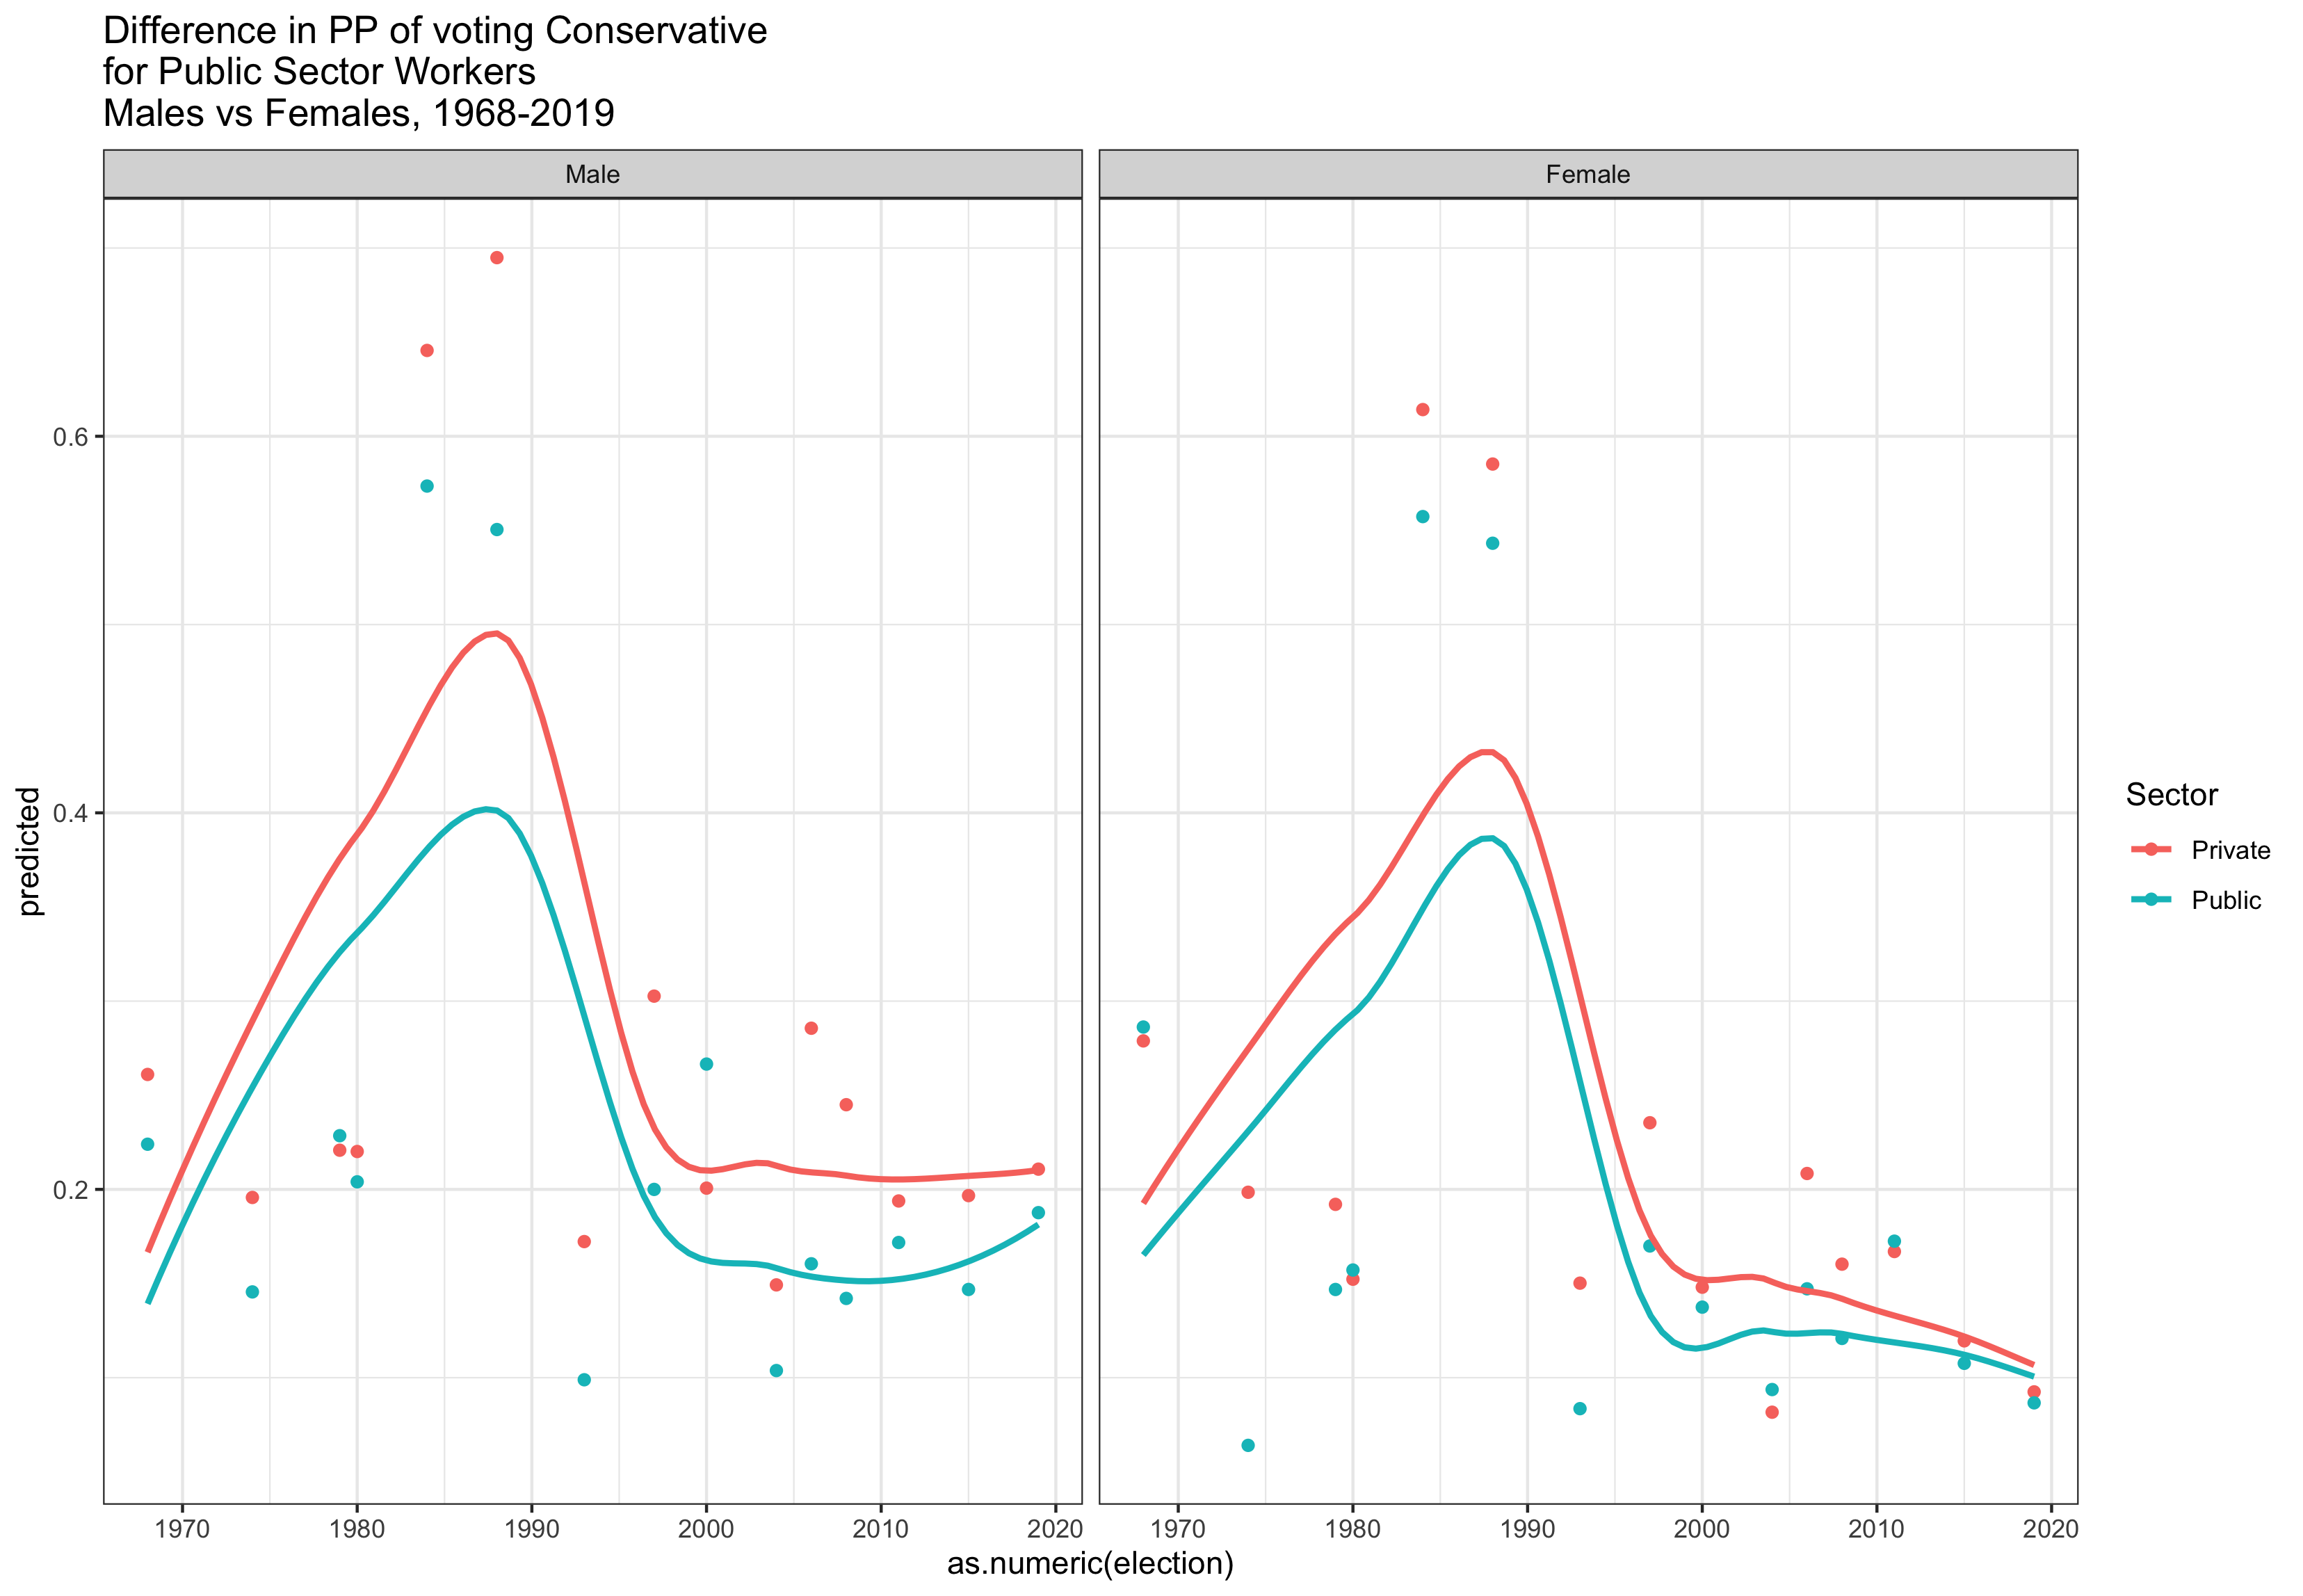 Difference in PP of voting Conservative
for Public Sector Workers
Males vs Females, 1968-2019
Male
Female
0.6
0.4
0.2
predicted
1970 1980 1990 2000 2010 2020
1970 1980 1990 2000 2010 2020
as.numeric(election)
Sector
Private
Public